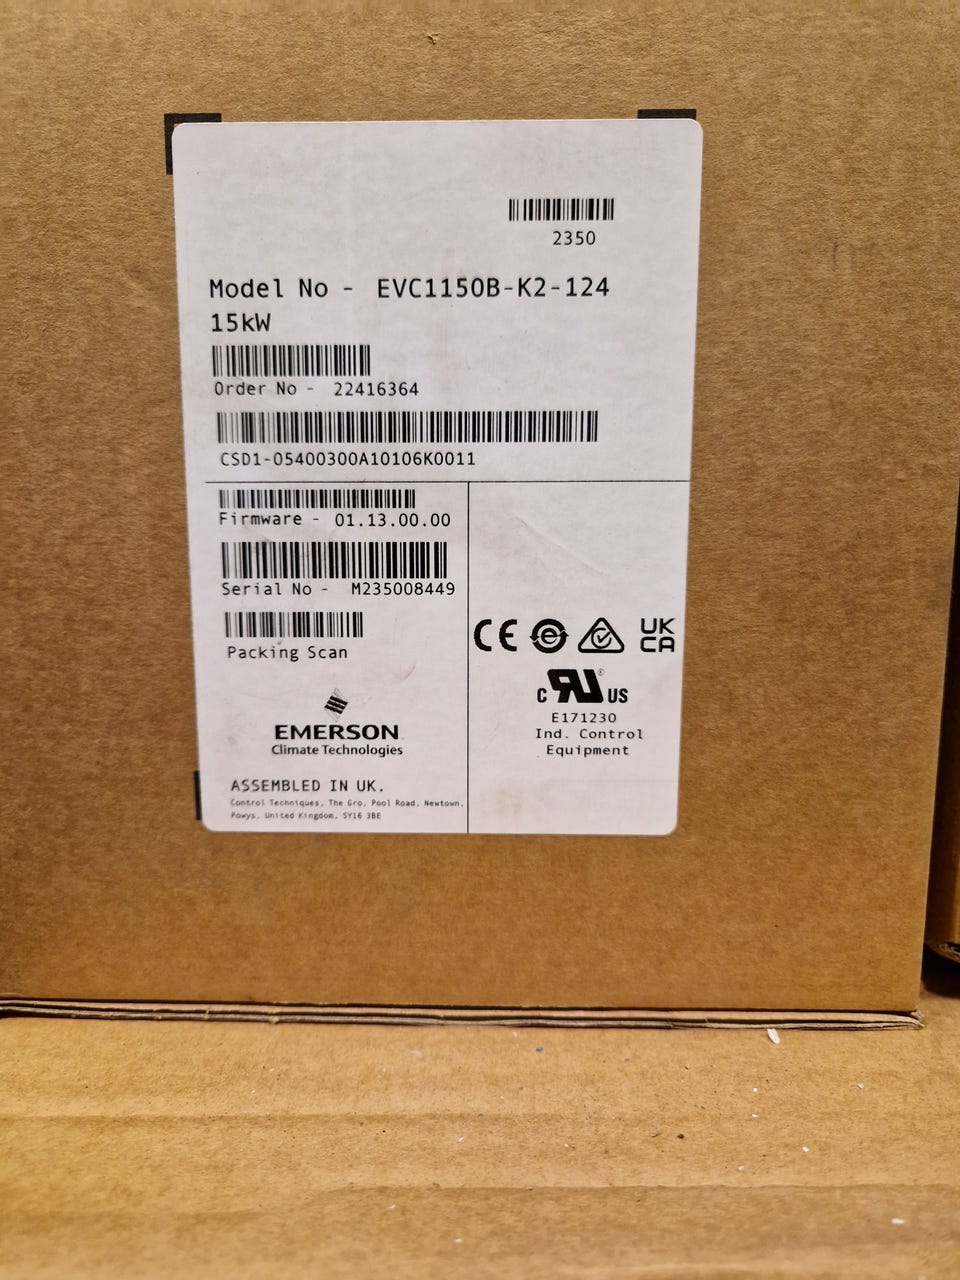 2350
Model No - EVC1150B-K2-124
15kW
Order No - 22416364
CSD1-05400300A10106K0011
Firmware - 01.13.00.00
Serial No - M235008449
Packing Scan
EMERSON
Climate Technologies
ASSEMBLED IN UK.
Control Techniques, The Gro, Pool Road, Newtown,
Powys, United Kingdom, SY16 3BE
CE e UK
CA
c RU US
E171230
Ind. Control
Equipment